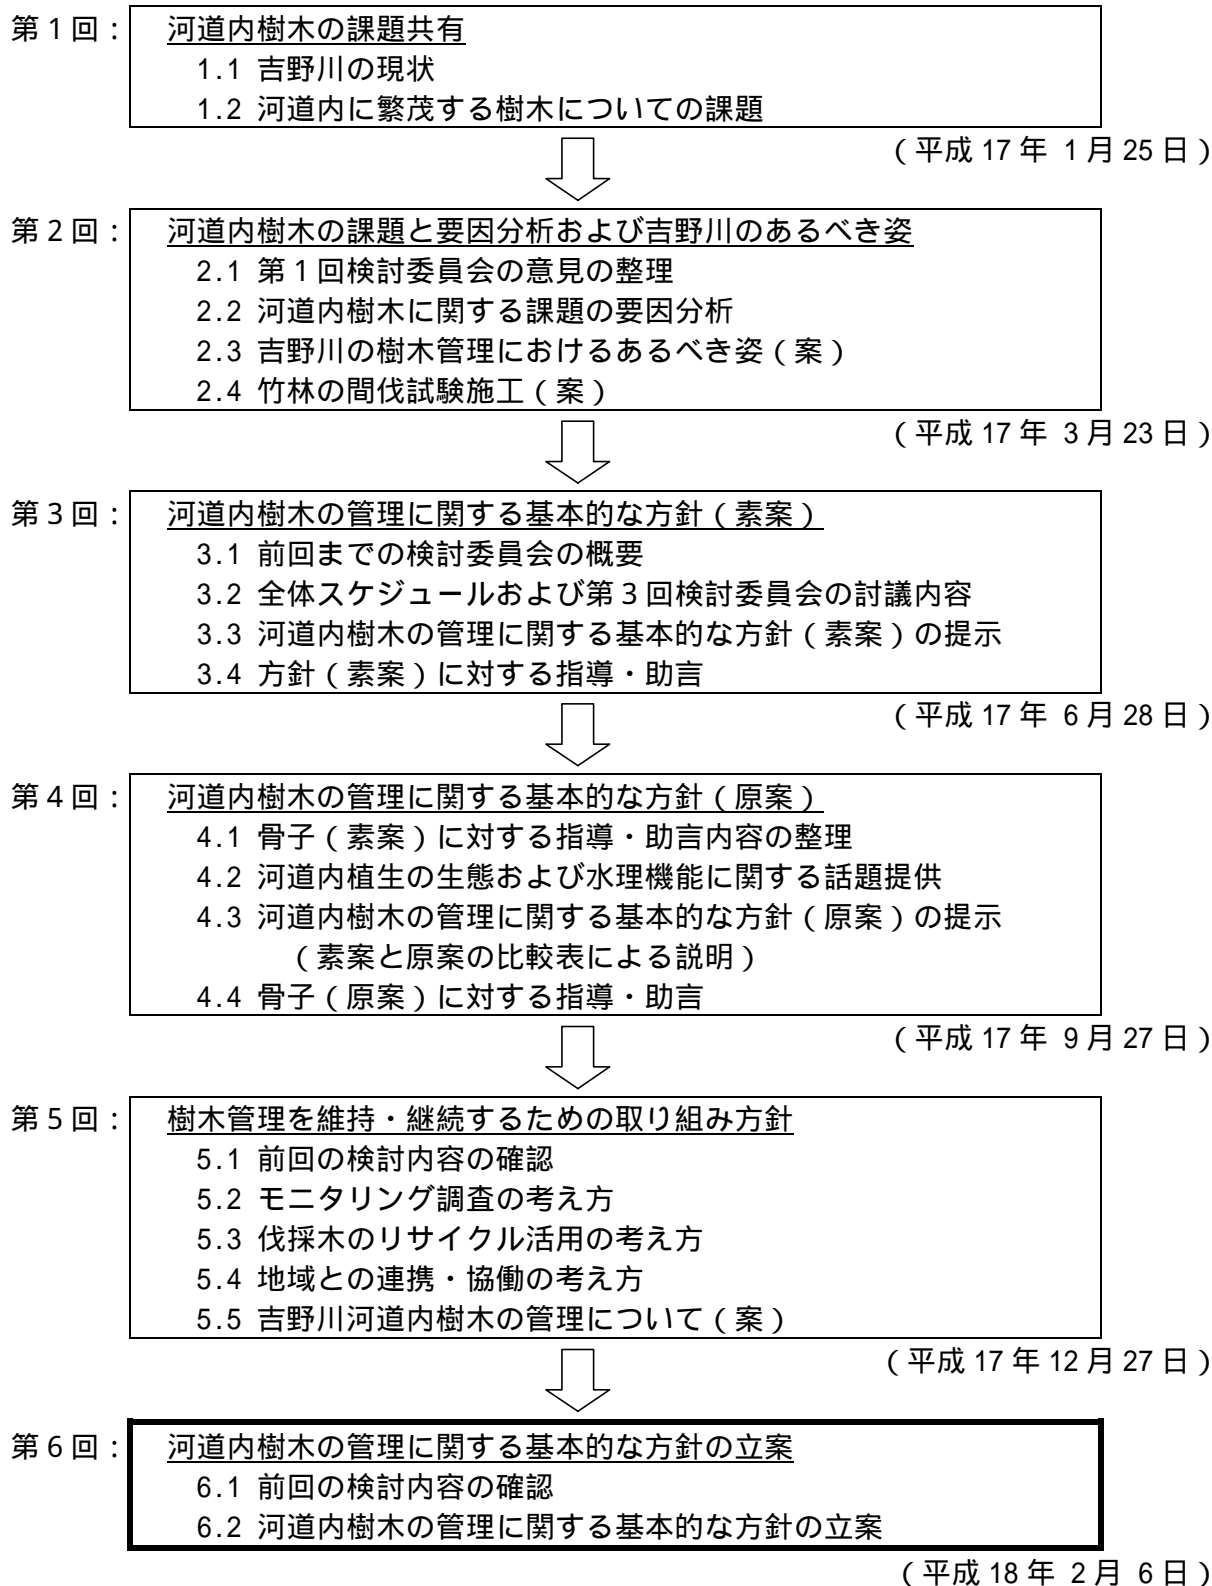 第1回： 河道内樹木の課題共有
1.1 吉野川の現状
1.2 河道内に繁茂する樹木についての課題
（平成 17 年 1 月 25 日）
第2回： 河道内樹木の課題と要因分析および吉野川のあるべき姿
2.1 第1回検討委員会の意見の整理
2.2 河道内樹木に関する課題の要因分析
2.3 吉野川の樹木管理におけるあるべき姿（案）
2.4 竹林の間伐試験施工（案）
（平成 17 年 3 月 23 日）
第3回： 河道内樹木の管理に関する基本的な方針（素案）
3.1 前回までの検討委員会の概要
3.2 全体スケジュールおよび第3回検討委員会の討議内容
3.3 河道内樹木の管理に関する基本的な方針（素案）の提示
3.4 方針（素案）に対する指導・助言
（平成 17 年 6 月 28 日）
第4回： 河道内樹木の管理に関する基本的な方針（原案）
4.1 骨子（素案）に対する指導・助言内容の整理
4.2 河道内植生の生態および水理機能に関する話題提供
4.3 河道内樹木の管理に関する基本的な方針（原案）の提示
（素案と原案の比較表による説明）
4.4 骨子（原案）に対する指導・助言
（平成 17 年 9 月 27 日）
第5回： 樹木管理を維持・継続するための取り組み方針
5.1 前回の検討内容の確認
5.2 モニタリング調査の考え方
5.3 伐採木のリサイクル活用の考え方
5.4 地域との連携・協働の考え方
5.5 吉野川河道内樹木の管理について（案）
（平成 17 年 12 月 27 日）
第6回： 河道内樹木の管理に関する基本的な方針の立案
6.1 前回の検討内容の確認
6.2 河道内樹木の管理に関する基本的な方針の立案
（平成 18 年 2 月 6 日）